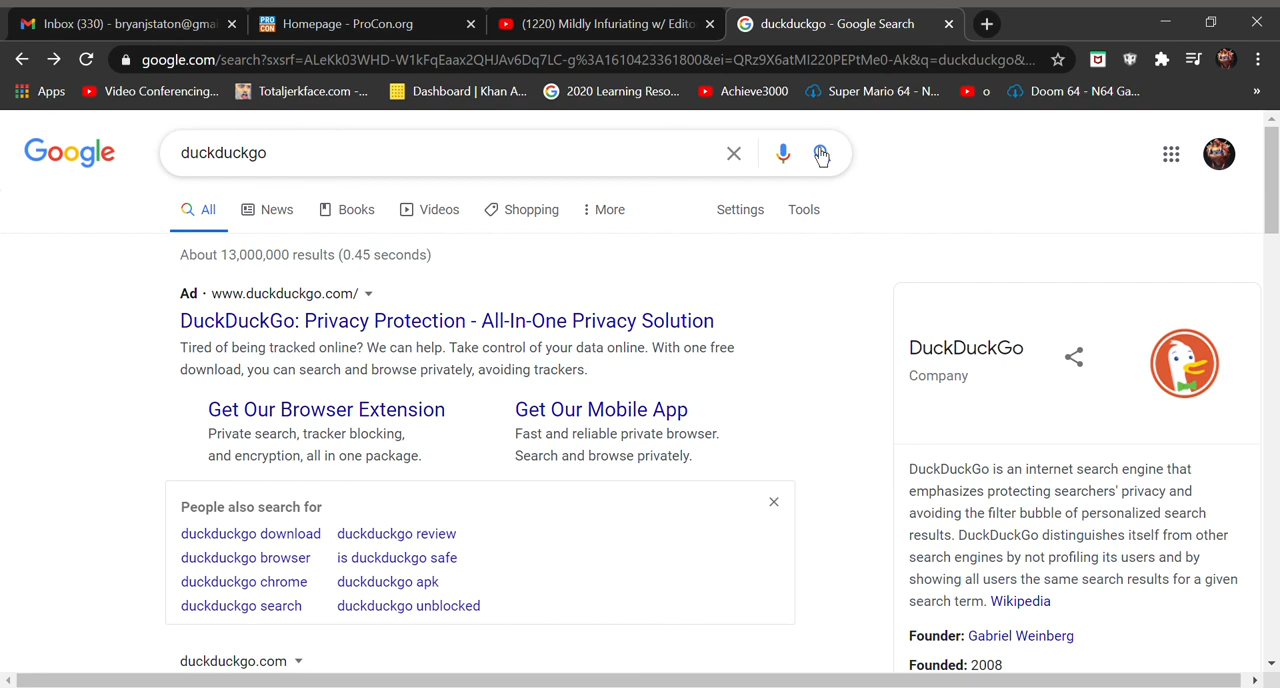 Inbox (330) - bryanjstaton@gmai
PRO CON
Homepage - ProCon.org
(1220) Mildly Infuriating w/ Edito
duckduckgo - Google Search
google.com/search?sxsrf=ALeKk03WHD-W1kFqEaax2QHJAv6Dq7LC-g%3A1610423361800&ei=QRz9X6atMI220PEPtMe0-Ak&q=duckduckgo&...
Apps
Video Conferencing...
Totaljerkface.com -...
Dashboard | Khan A...
2020 Learning Reso...
Achieve3000
Super Mario 64 - N...
o
Doom 64 - N64 Ga...
»
Google
duckduckgo
All
News
Books
Videos
Shopping
More
Settings
Tools
About 13,000,000 results (0.45 seconds)
Ad · www.duckduckgo.com/
DuckDuckGo: Privacy Protection - All-In-One Privacy Solution
Tired of being tracked online? We can help. Take control of your data online. With one free
download, you can search and browse privately, avoiding trackers.
Get Our Browser Extension
Private search, tracker blocking,
and encryption, all in one package.
Get Our Mobile App
Fast and reliable private browser.
Search and browse privately.
People also search for
duckduckgo download
duckduckgo review
duckduckgo browser
is duckduckgo safe
duckduckgo chrome
duckduckgo apk
duckduckgo search
duckduckgo unblocked
duckduckgo.com
DuckDuckGo
Company
DuckDuckGo is an internet search engine that
emphasizes protecting searchers' privacy and
avoiding the filter bubble of personalized search
results. DuckDuckGo distinguishes itself from other
search engines by not profiling its users and by
showing all users the same search results for a given
search term. Wikipedia
Founder: Gabriel Weinberg
Founded: 2008